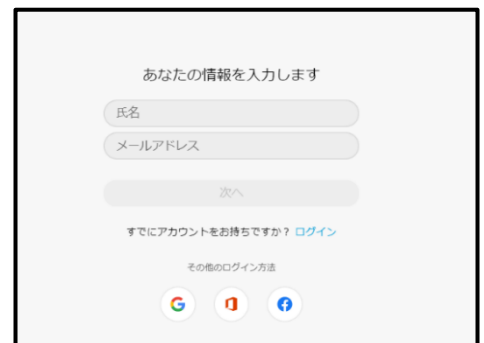 あなたの情報を入力します
氏名
メールアドレス
次へ
すでにアカウントをお持ちですか？ ログイン
その他のログイン方法